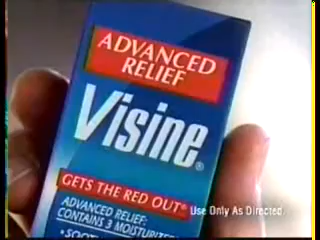 ADVANCED
RELIEF
Visine®
GETS THE RED OUT®
ADVANCED RELIEF:
CONTAINS 3 MOISTURIZERS
Use Only As Directed.